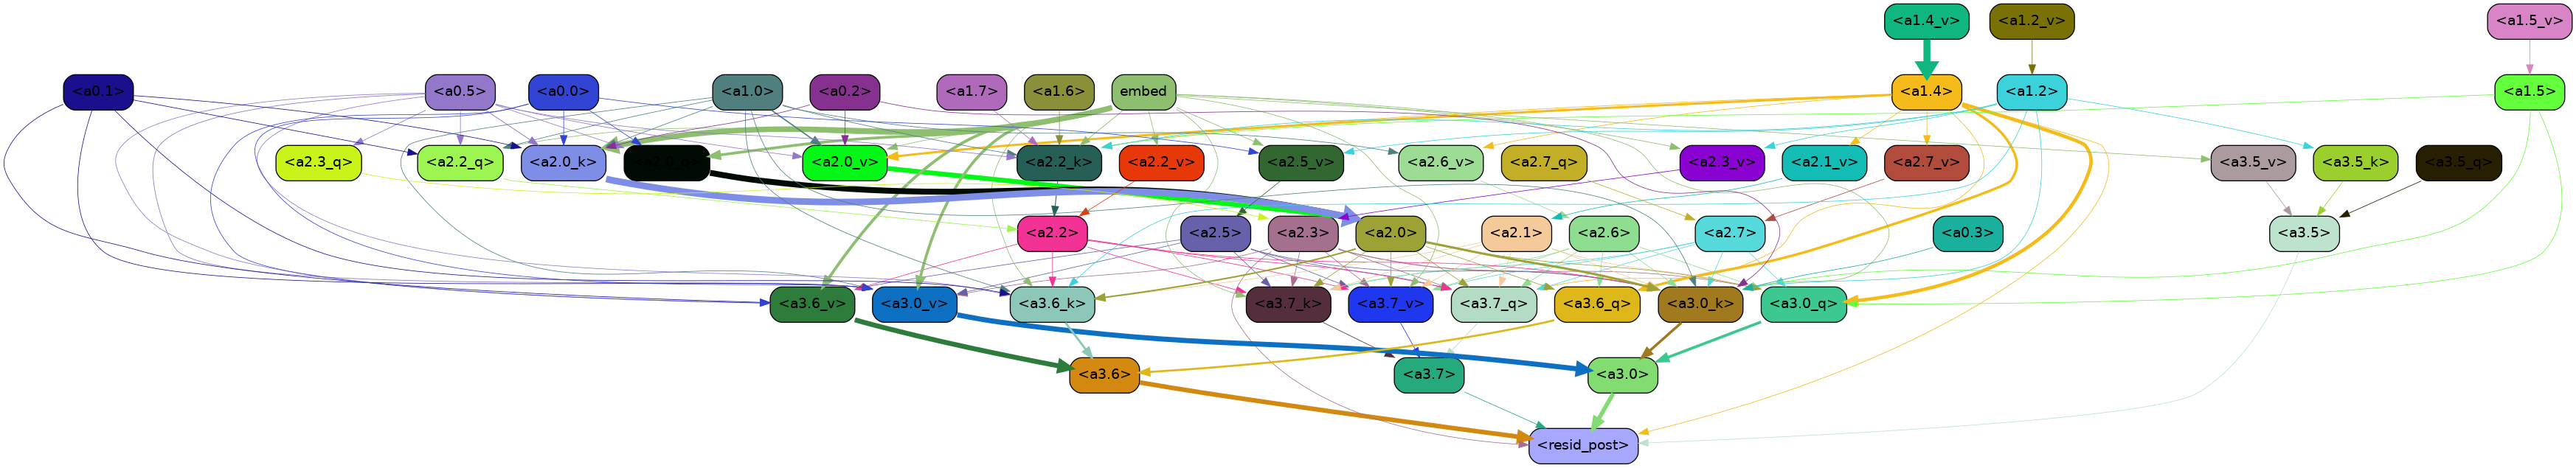 <a1.4_v> <a1.2_v> <a1.5_v>
<a0.1> <a0.5> <a0.0> <a1.0> <a0.2> <a1.7> <a1.6> embed <a1.4> <a1.2> <a1.5>
<a2.3_q> <a2.2_q> <a2.0_k> <a2.0_q> <a2.0_v> <a2.2_k> <a2.2_v> <a2.5_v> <a2.6_v> <a2.7_q> <a2.3_v> <a2.1_v> <a2.7_v> <a3.5_v> <a3.5_k> <a3.5_q>
<a2.2> <a2.5> <a2.3> <a2.0> <a2.1> <a2.6> <a2.7> <a0.3> <a3.5>
<a3.6_v> <a3.0_v> <a3.6_k> <a3.7_k> <a3.7_v> <a3.7_q> <a3.6_q> <a3.0_k> <a3.0_q>
<a3.6> <a3.7> <a3.0>
<resid_post>